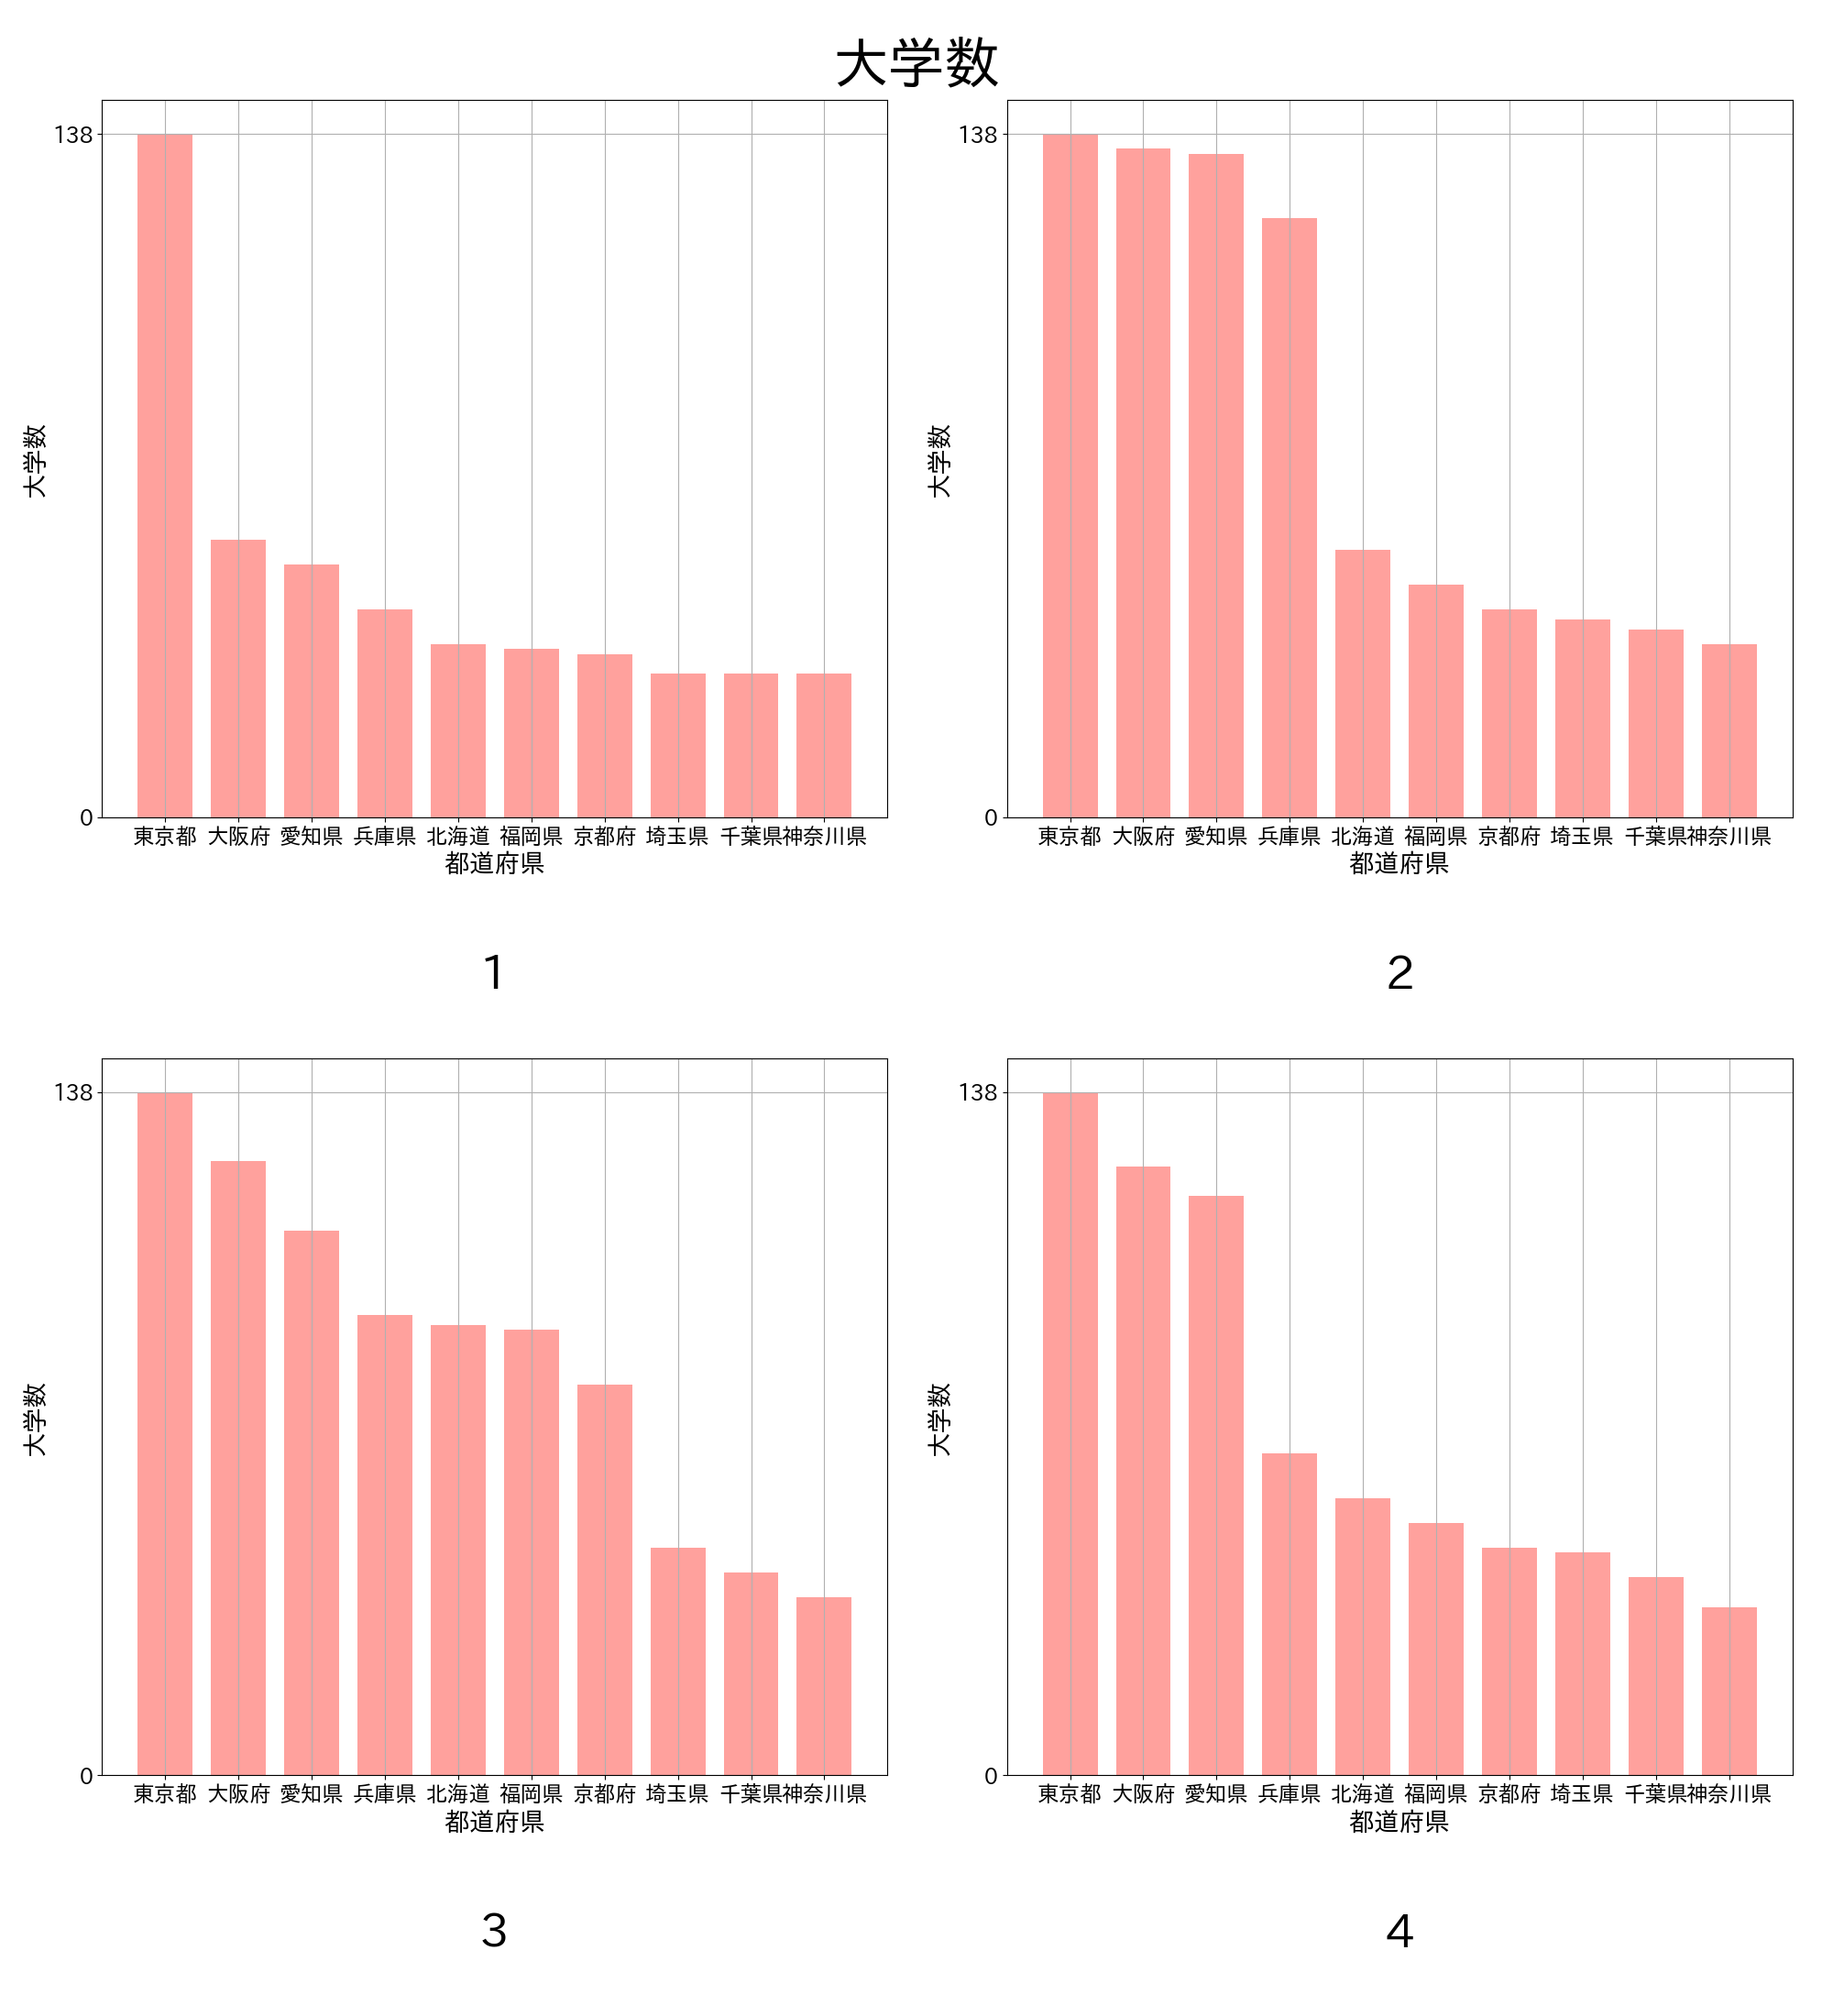 大学数
138
0
大学数
東京都 大阪府 愛知県 兵庫県 北海道 福岡県 京都府 埼玉県 千葉県 神奈川県
都道府県
1
138
0
大学数
東京都 大阪府 愛知県 兵庫県 北海道 福岡県 京都府 埼玉県 千葉県 神奈川県
都道府県
2
138
0
大学数
東京都 大阪府 愛知県 兵庫県 北海道 福岡県 京都府 埼玉県 千葉県 神奈川県
都道府県
3
138
0
大学数
東京都 大阪府 愛知県 兵庫県 北海道 福岡県 京都府 埼玉県 千葉県 神奈川県
都道府県
4